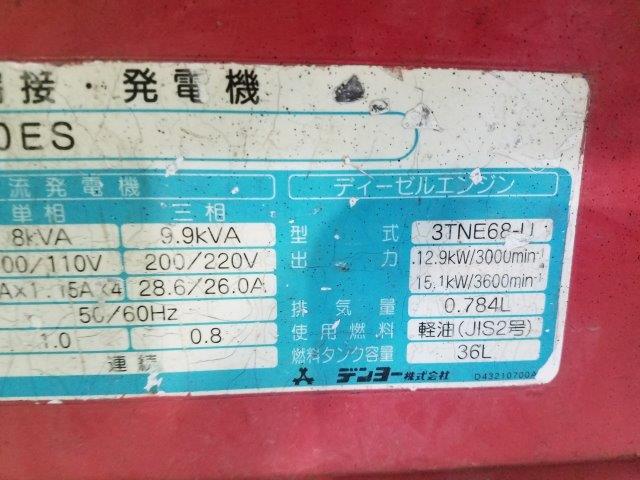 接・発電機
0ES
流発電機
単相 三相
8kVA 9.9kVA
00/110V 200/220V
15A×4 28.6/26.0A
50/60Hz
1.0 0.8
連続
ディーゼルエンジン
型式 3TNE68-U
出力 12.9kW/3000min-¹
15.1kW/3600min-¹
排気量 0.784L
使用燃料 軽油(JIS2号)
燃料タンク容量 36L
デンヨー株式会社 D43210700A